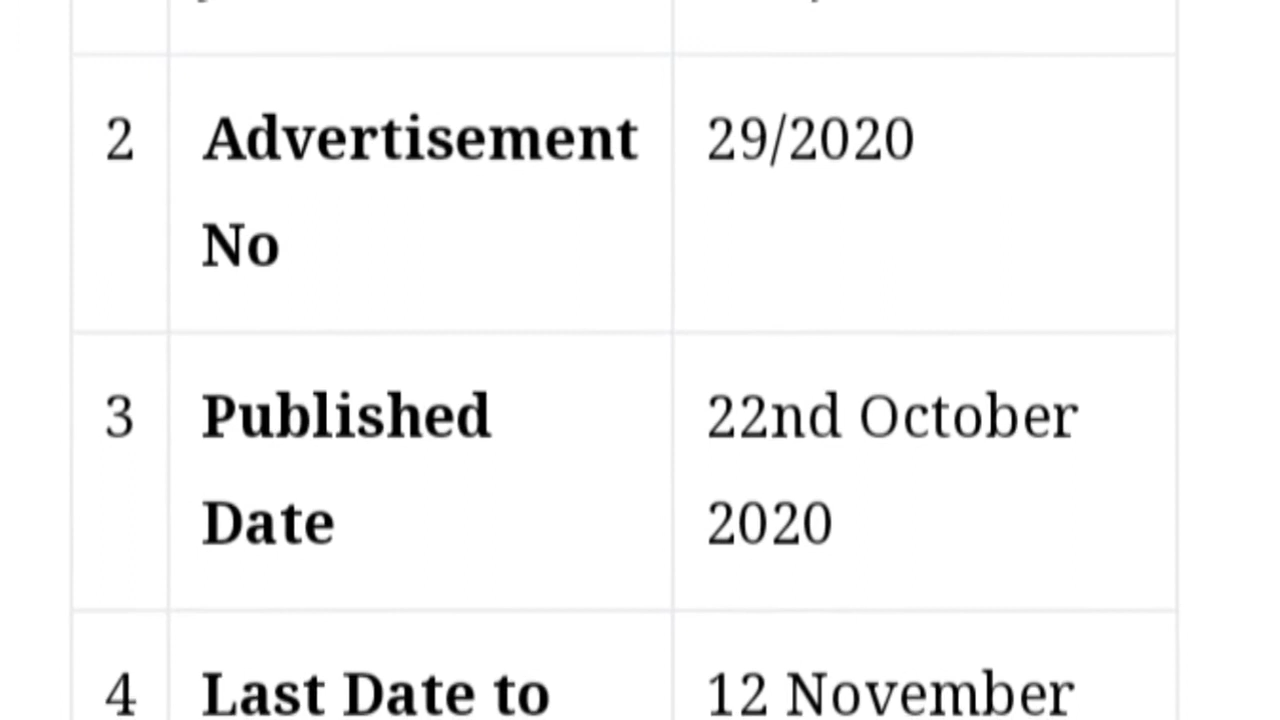 2 Advertisement 29/2020
No
3 Published 22nd October
Date 2020
4 Last Date to 12 November